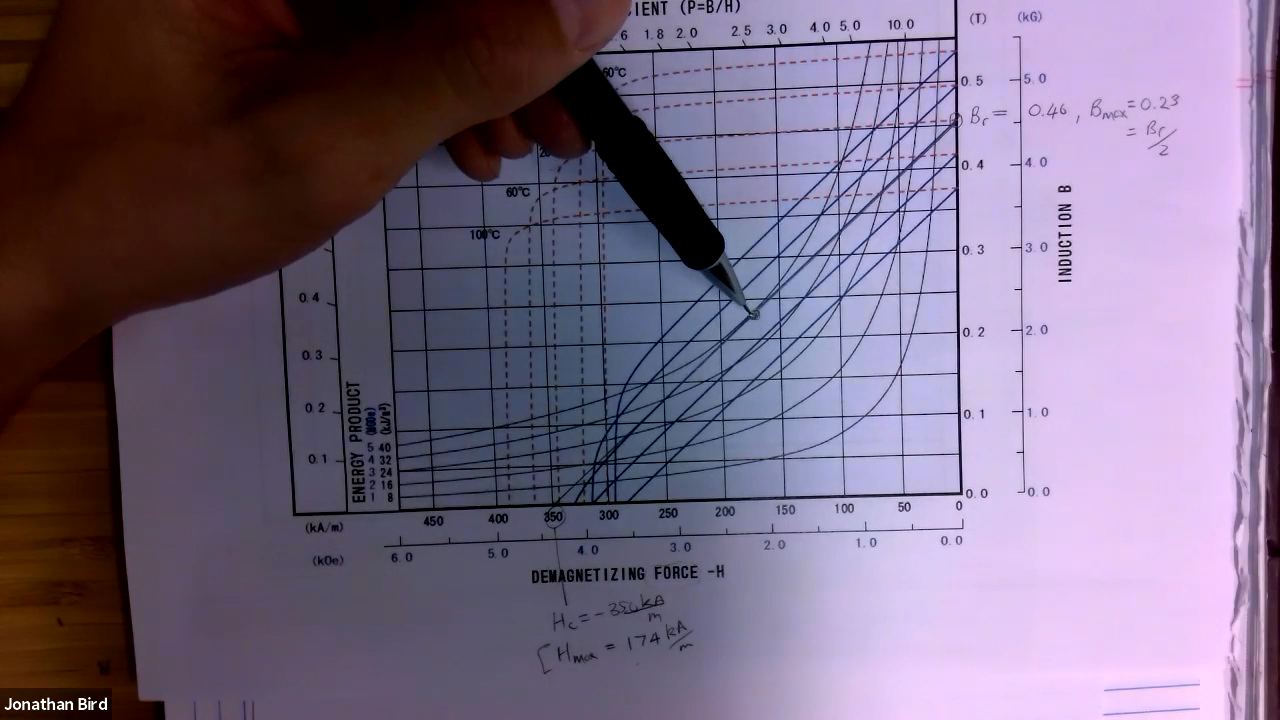 IENT (P=B/H)
.6 1.8 2.0 2.5 3.0 4.0 5.0 10.0
(T) (kG)
60°C
0.5 5.0
Br = 0.46, Bmax = 0.23
= Br/2
0.4 4.0
20
60°C
100°C
INDUCTION B
0.3 3.0
0.4
0.2 2.0
0.3
0.2
0.1 1.0
0.1
ENERGY PRODUCT
(MGOe)
(kJ/m³)
5 40
4 32
3 24
2 16
1 8
0.0 0.0
(kA/m) 450 400 350 300 250 200 150 100 50 0
(kOe) 6.0 5.0 4.0 3.0 2.0 1.0 0.0
DEMAGNETIZING FORCE -H
Hc = - kA/m
[Hmax = 174 kA/m
Jonathan Bird